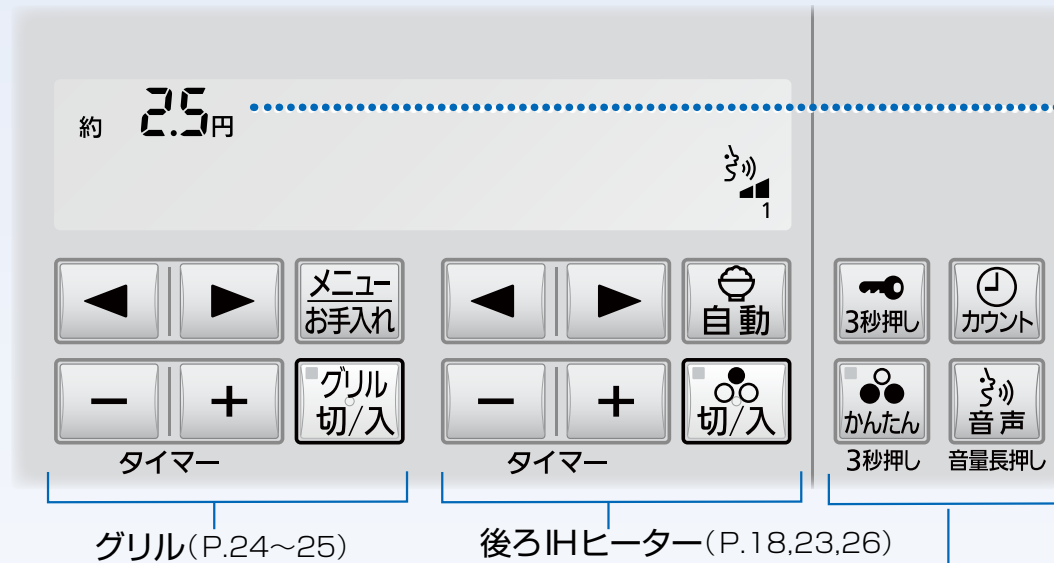 約 2.5円
1
メニュー
お手入れ
自動
3秒押し
カウント
グリル
切/入
切/入
かんたん
音声
タイマー
タイマー
3秒押し
音量長押し
グリル(P.24~25)
後ろIHヒーター(P.18,23,26)